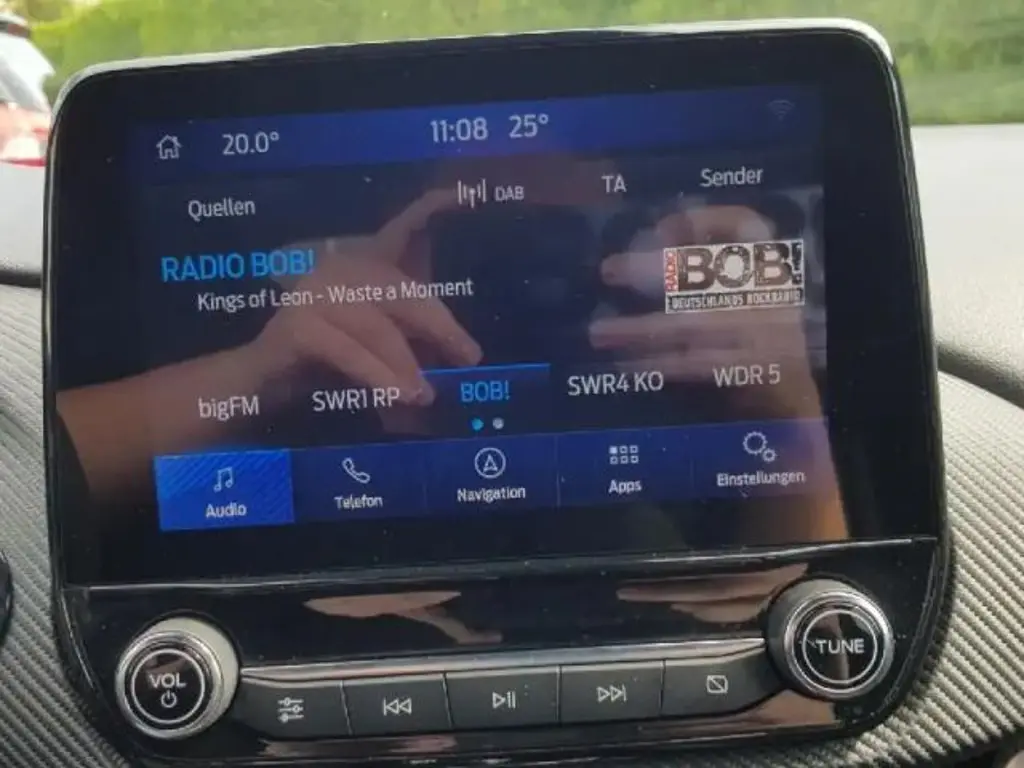 20.0° 11:08 25°
Quellen DAB TA Sender
RADIO BOB!
Kings of Leon - Waste a Moment
RADIO BOB!
DEUTSCHLANDS ROCKRADIO
bigFM SWR1 RP BOB! SWR4 KO WDR 5
Audio Telefon Navigation Apps Einstellungen
VOL TUNE